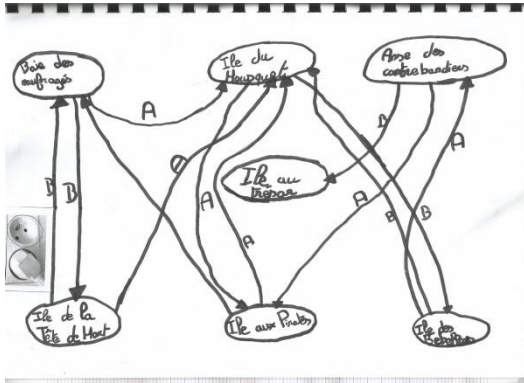 Baie des
naufragés
Ile du
Mousquet
Anse des
contrebandiers
A
B
Ile au
trésor
A
A
A
B
B
A
B
B
Ile de la
Tête de Mort
Ile aux Pirates
Ile des